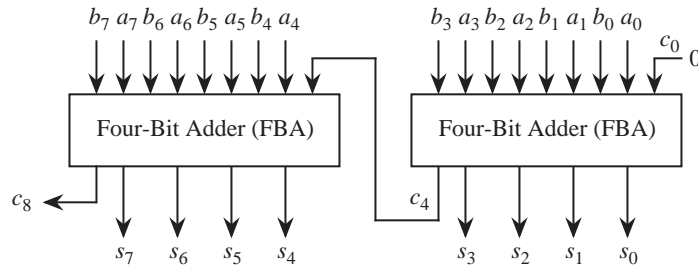 b7 a7 b6 a6 b5 a5 b4 a4 b3 a3 b2 a2 b1 a1 b0 a0
c0 0
Four-Bit Adder (FBA) Four-Bit Adder (FBA)
c8 c4
s7 s6 s5 s4 s3 s2 s1 s0